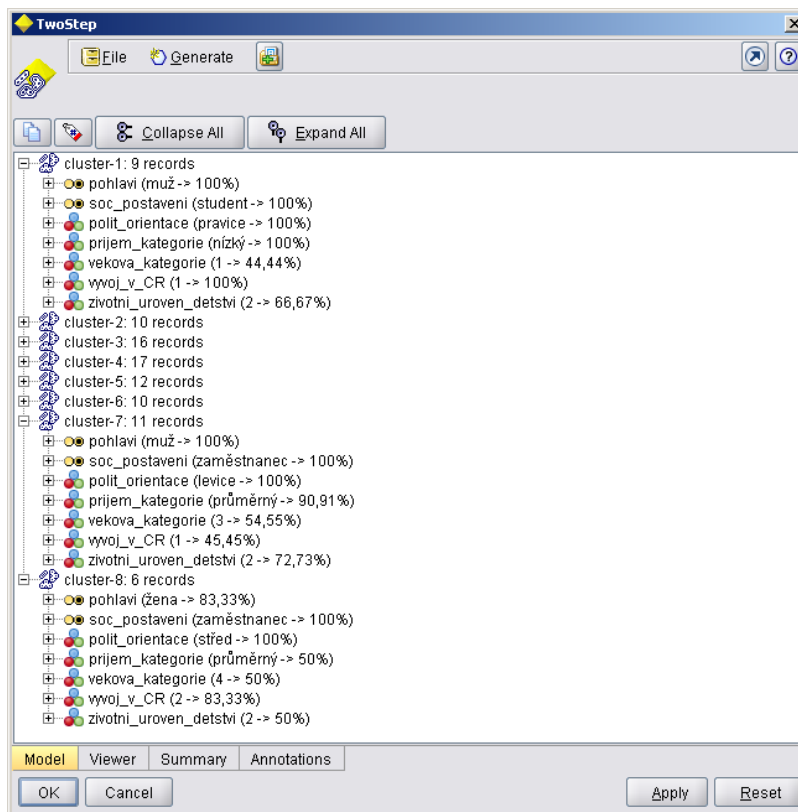 TwoStep
File Generate
Collapse All Expand All
cluster-1: 9 records
pohlavi (muž -> 100%)
soc_postaveni (student -> 100%)
polit_orientace (pravice -> 100%)
prijem_kategorie (nízký -> 100%)
vekova_kategorie (1 -> 44,44%)
vyvoj_v_CR (1 -> 100%)
zivotni_uroven_detstvi (2 -> 66,67%)
cluster-2: 10 records
cluster-3: 16 records
cluster-4: 17 records
cluster-5: 12 records
cluster-6: 10 records
cluster-7: 11 records
pohlavi (muž -> 100%)
soc_postaveni (zaměstnanec -> 100%)
polit_orientace (levice -> 100%)
prijem_kategorie (průměrný -> 90,91%)
vekova_kategorie (3 -> 54,55%)
vyvoj_v_CR (1 -> 45,45%)
zivotni_uroven_detstvi (2 -> 72,73%)
cluster-8: 6 records
pohlavi (žena -> 83,33%)
soc_postaveni (zaměstnanec -> 100%)
polit_orientace (střed -> 100%)
prijem_kategorie (průměrný -> 50%)
vekova_kategorie (4 -> 50%)
vyvoj_v_CR (2 -> 83,33%)
zivotni_uroven_detstvi (2 -> 50%)
Model Viewer Summary Annotations
OK Cancel Apply Reset